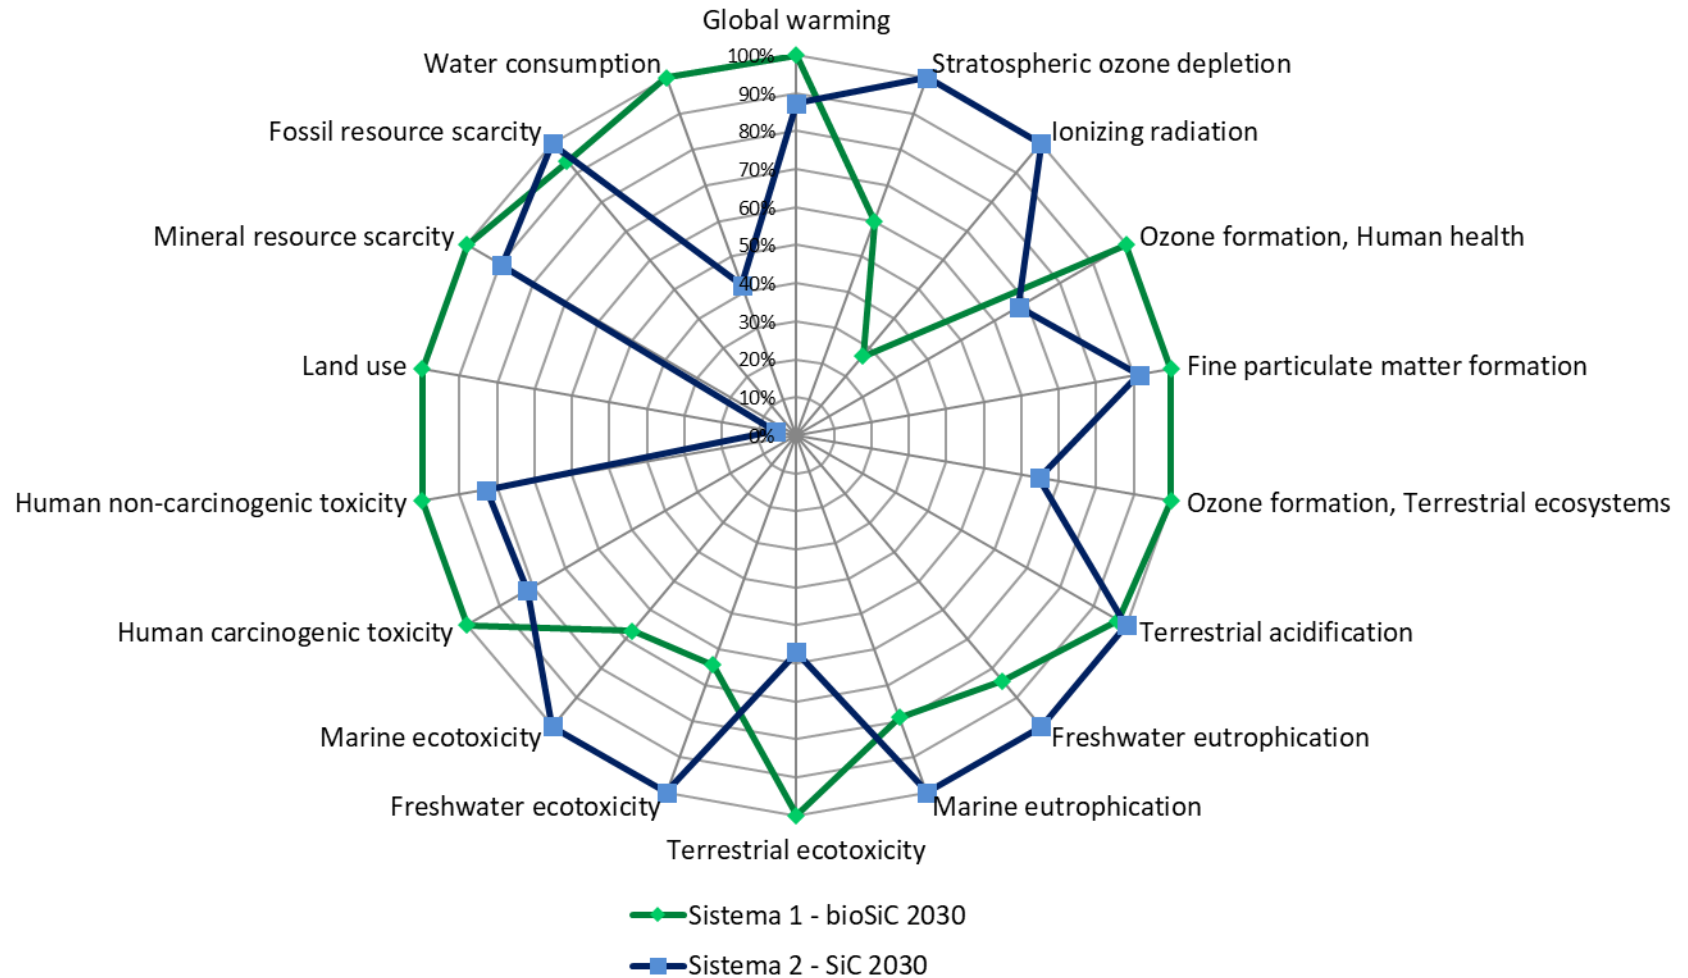 Global warming
Water consumption
100%
Stratospheric ozone depletion
90%
Fossil resource scarcity
80%
Ionizing radiation
70%
60%
Mineral resource scarcity
50%
Ozone formation, Human health
40%
30%
Land use
20%
Fine particulate matter formation
10%
0%
Human non-carcinogenic toxicity
Ozone formation, Terrestrial ecosystems
Human carcinogenic toxicity
Terrestrial acidification
Marine ecotoxicity
Freshwater eutrophication
Freshwater ecotoxicity
Marine eutrophication
Terrestrial ecotoxicity
Sistema 1 - bioSiC 2030
Sistema 2 - SiC 2030